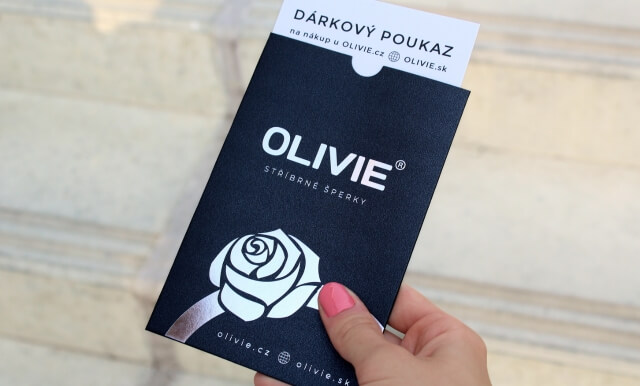 DÁRKOVÝ POUKAZ
na nákup u OLIVIE.cz OLIVIE.sk
OLIVIE®
STŘÍBRNÉ ŠPERKY
olivie.cz olivie.sk